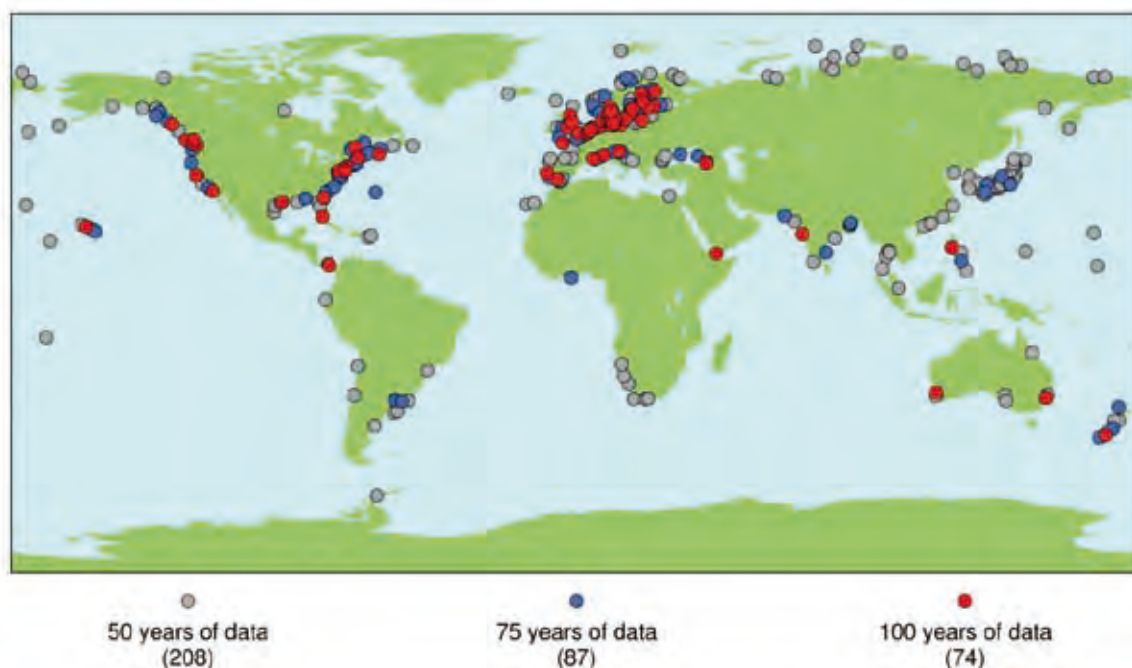 50 years of data
(208)
75 years of data
(87)
100 years of data
(74)